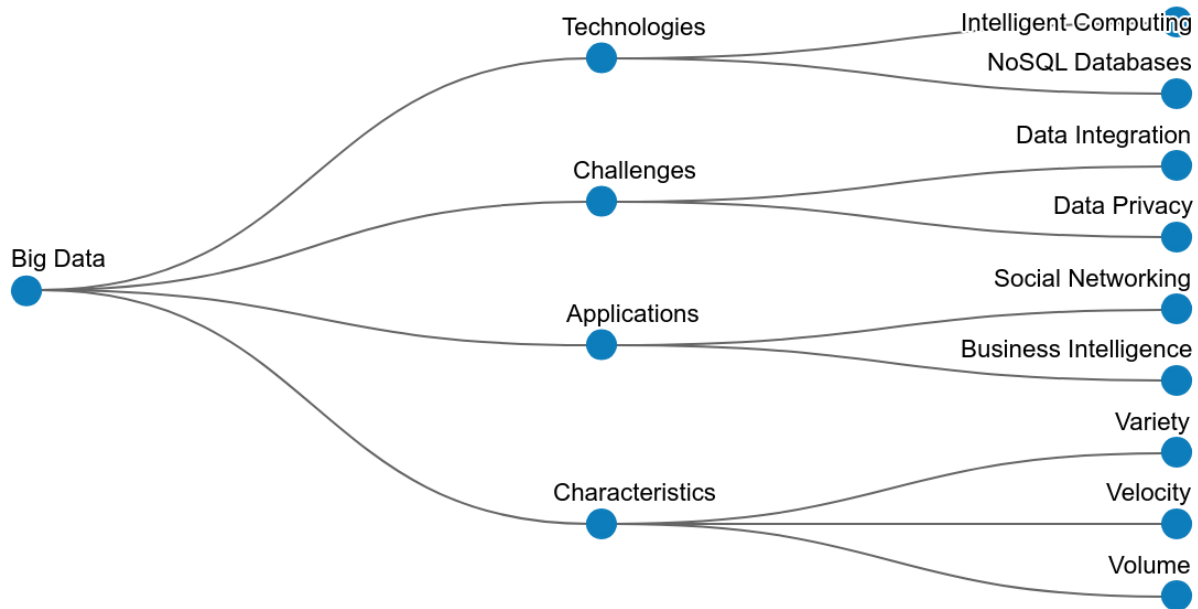 Technologies
Intelligent Computing
NoSQL Databases
Challenges
Data Integration
Data Privacy
Big Data
Applications
Social Networking
Business Intelligence
Characteristics
Variety
Velocity
Volume